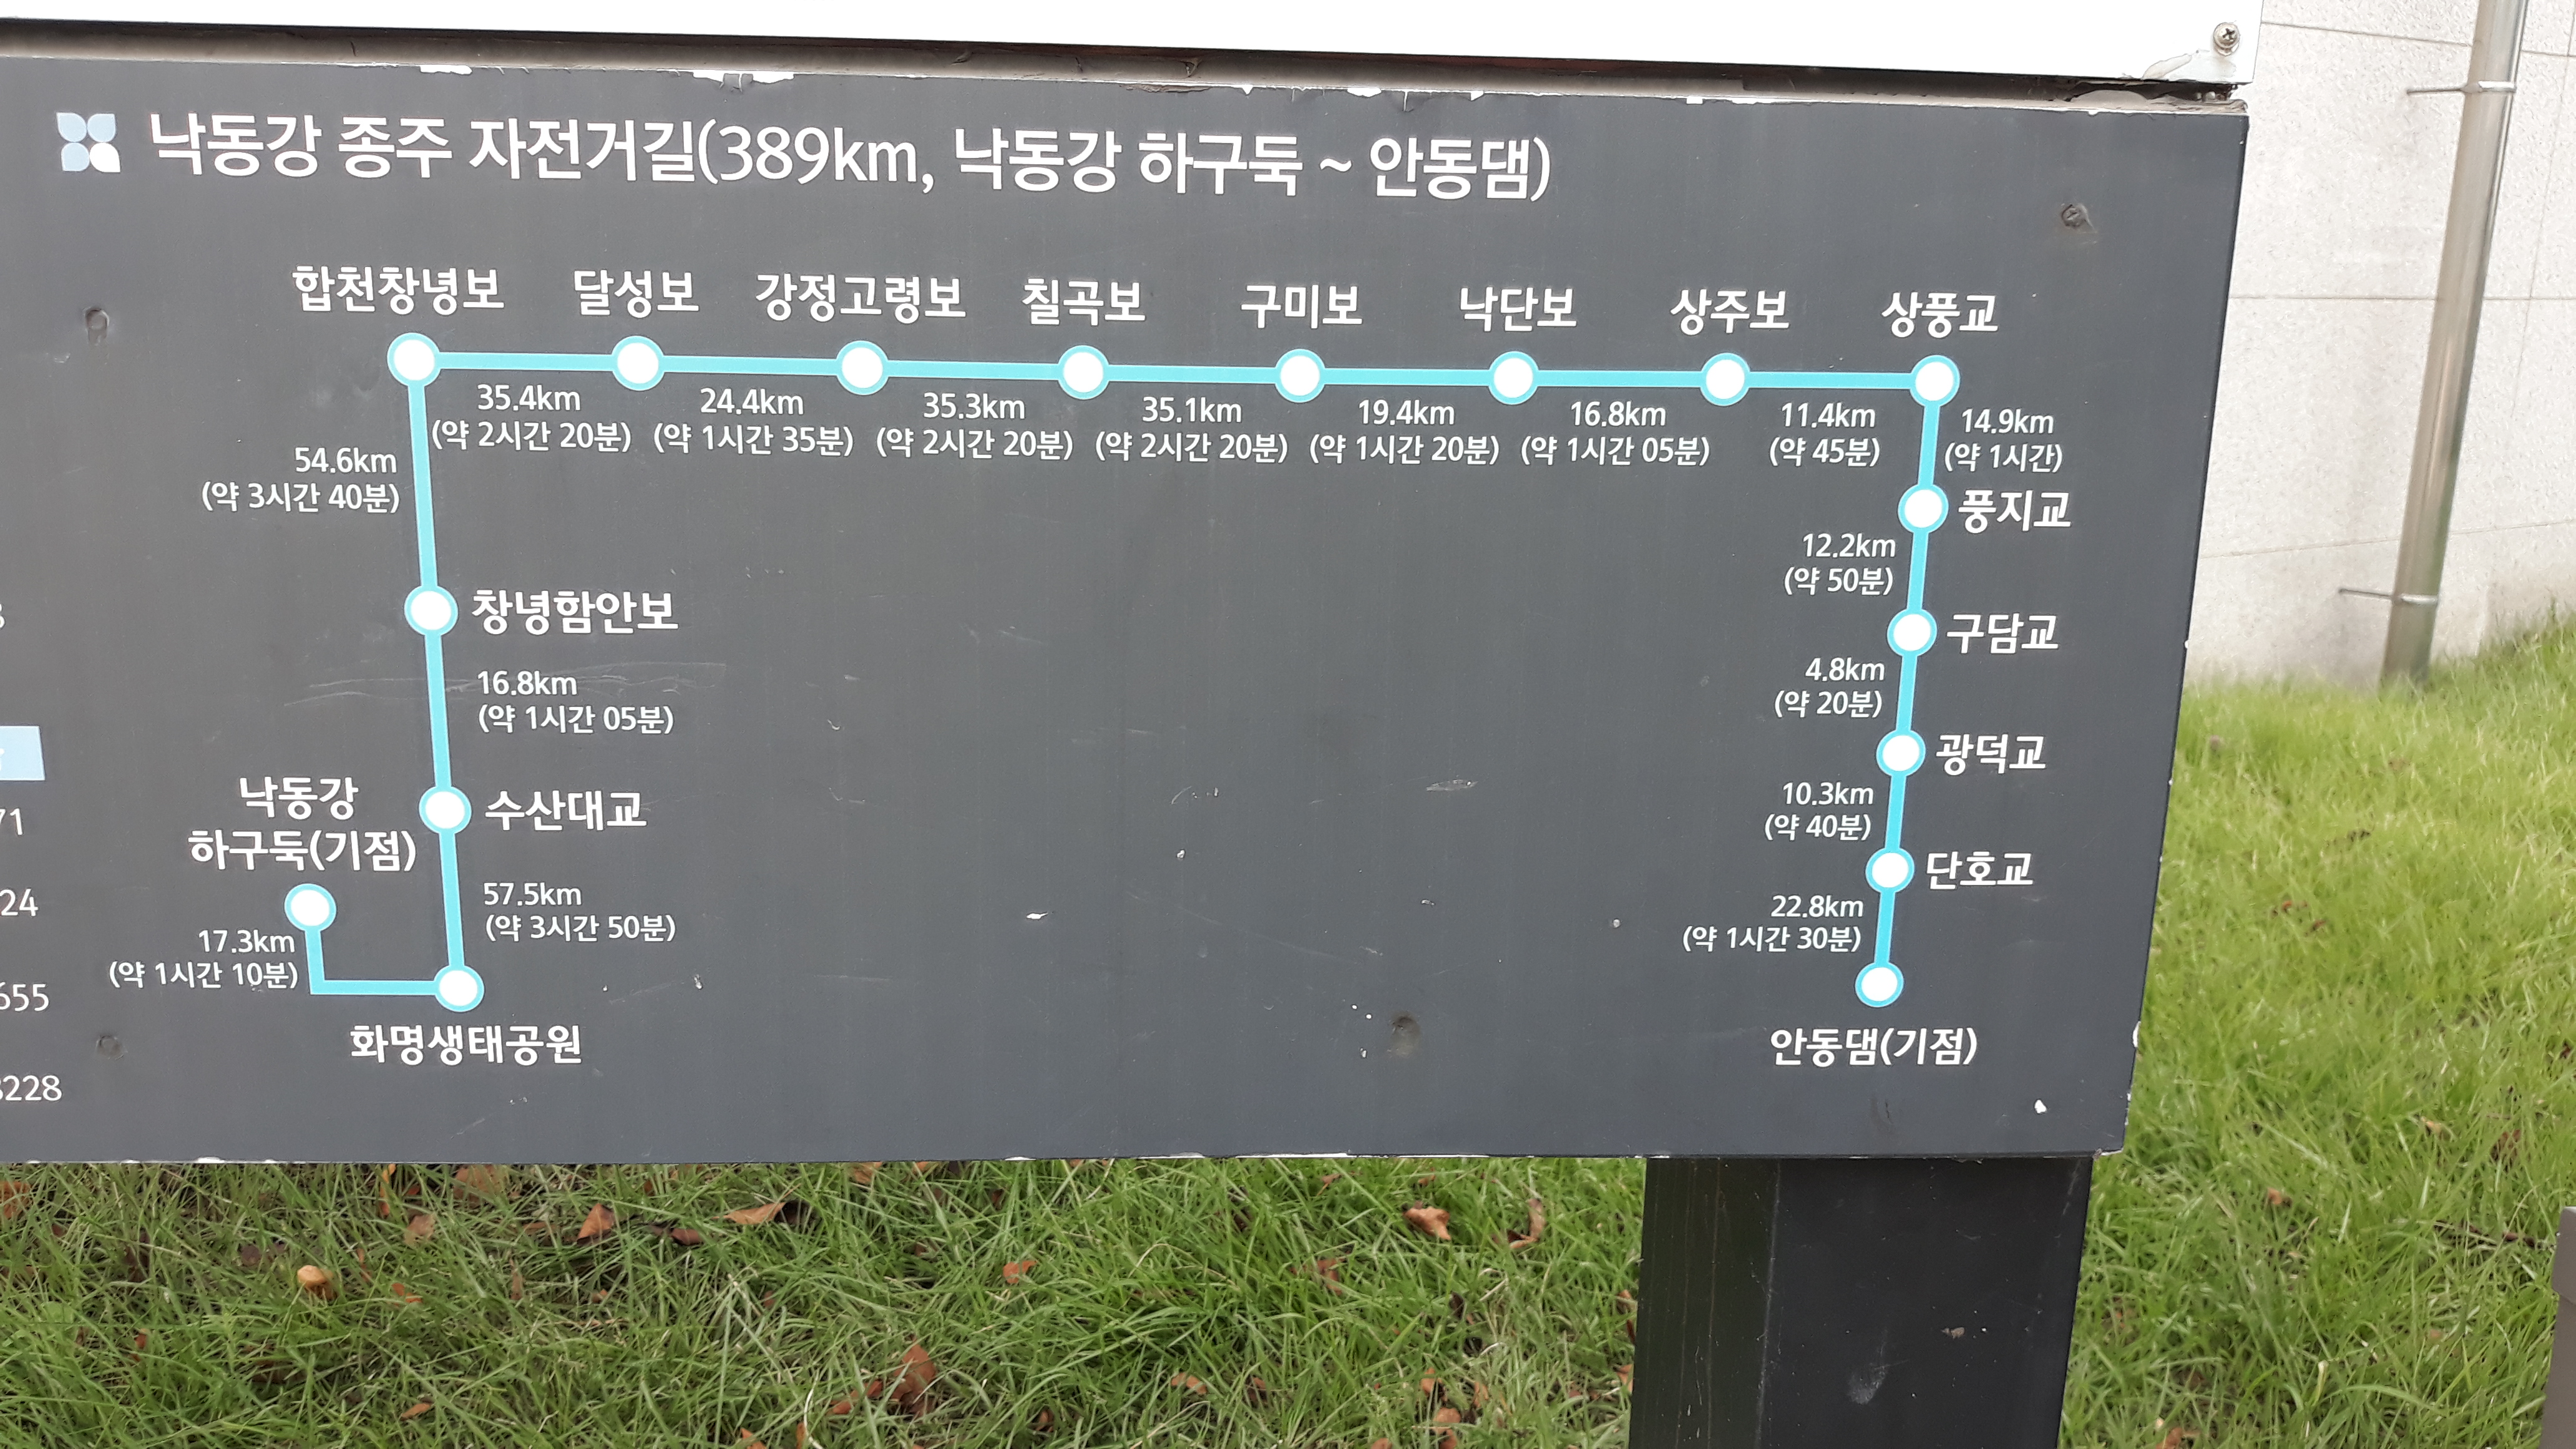 낙동강 종주 자전거길(389km, 낙동강 하구둑 ~ 안동댐)
합천창녕보 달성보 강정고령보 칠곡보 구미보 낙단보 상주보 상풍교
35.4km 24.4km 35.3km 35.1km 19.4km 16.8km 11.4km 14.9km
(약 2시간 20분) (약 1시간 35분) (약 2시간 20분) (약 2시간 20분) (약 1시간 20분) (약 1시간 05분) (약 45분) (약 1시간)
54.6km
(약 3시간 40분)
풍지교
12.2km
(약 50분)
창녕함안보
구담교
16.8km
(약 1시간 05분)
4.8km
(약 20분)
광덕교
낙동강
하구둑(기점)
수산대교
10.3km
(약 40분)
단호교
57.5km
(약 3시간 50분)
22.8km
(약 1시간 30분)
17.3km
(약 1시간 10분)
화명생태공원
안동댐(기점)
71
24
655
228